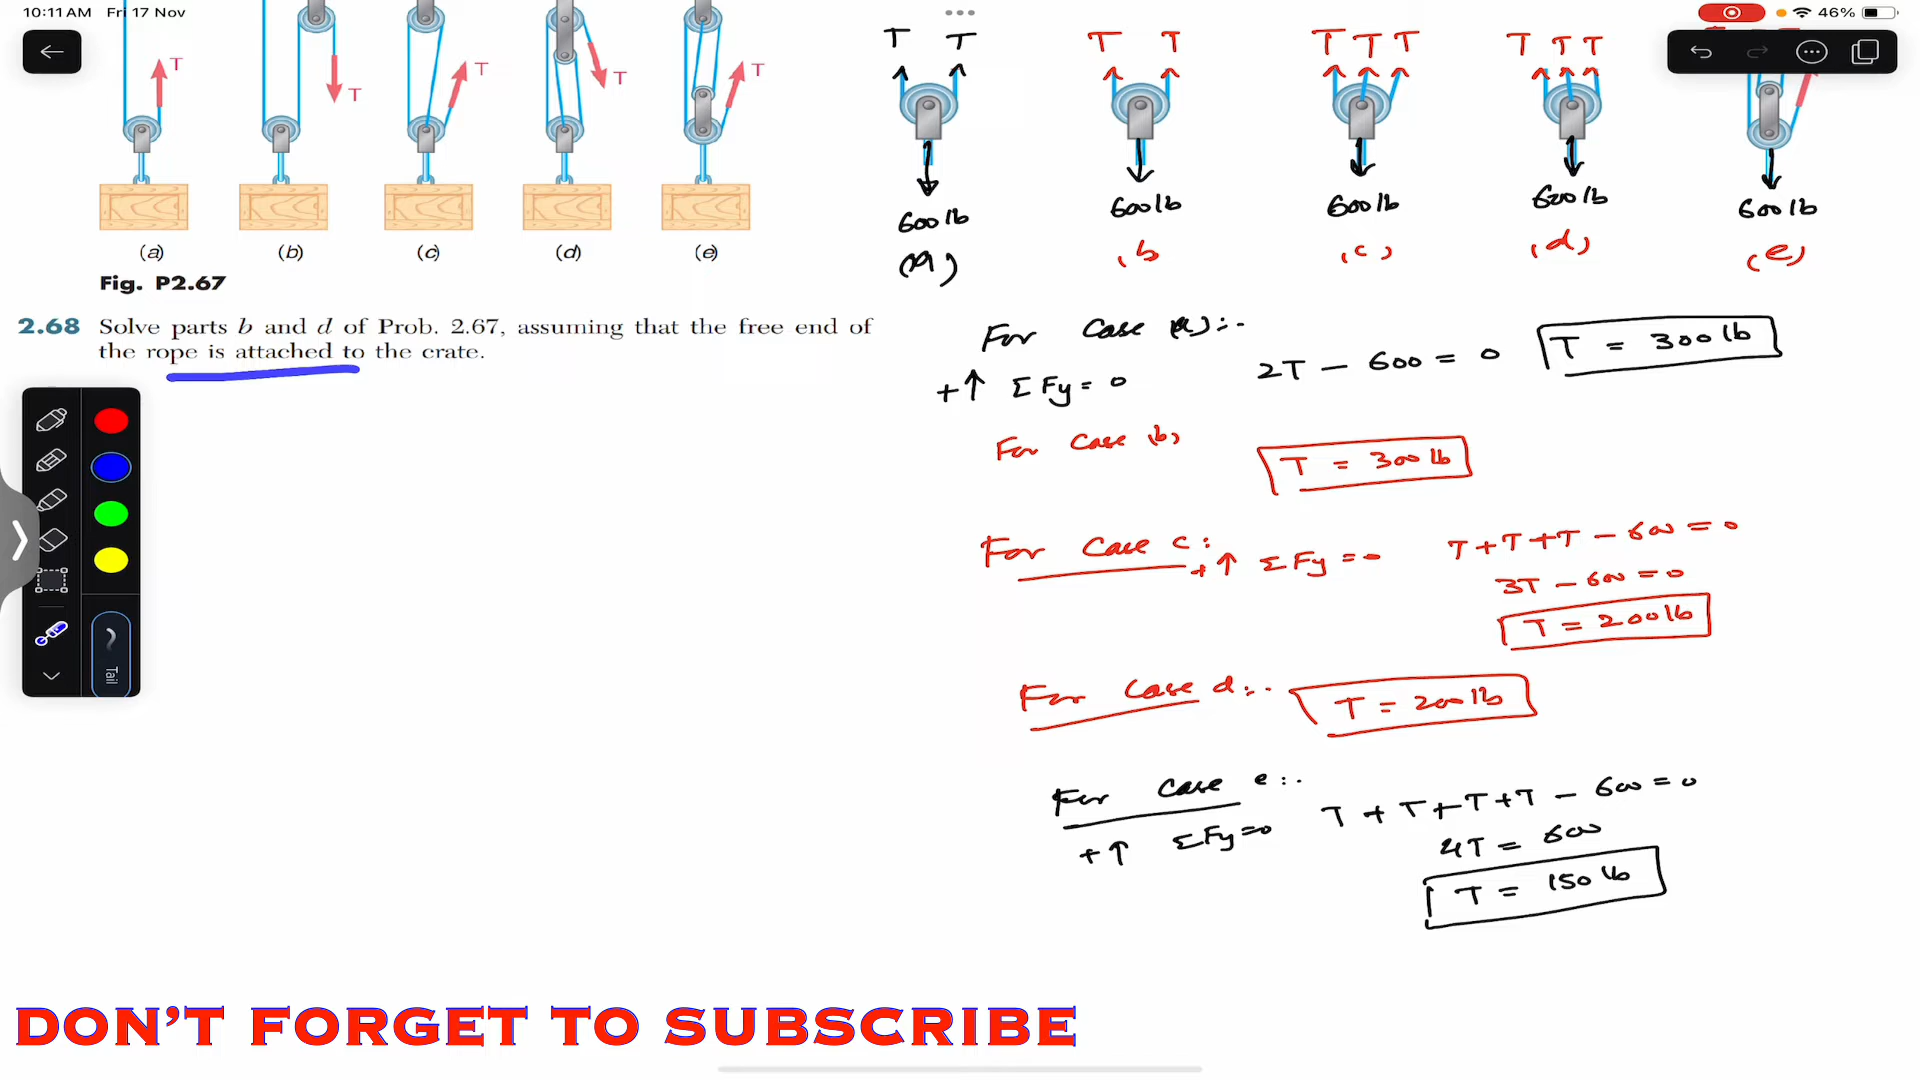 10:11 AM Fri 17 Nov
46%
T
T
T
T
T
(a)
(b)
(c)
(d)
(e)
Fig. P2.67
2.68 Solve parts b and d of Prob. 2.67, assuming that the free end of
the rope is attached to the crate.
Tail
T T
600 lb
(a)
T T
600 lb
(b
T T T
600 lb
(c)
T T T
600 lb
(d)
600 lb
(e)
For Case (a):-
+↑ ΣFy = 0
2T - 600 = 0
T = 300 lb
For Case (b)
T = 300 lb
For Case c:
+↑ ΣFy = 0
T + T + T - 600 = 0
3T - 600 = 0
T = 200 lb
For Case d:-
T = 200 lb
For Case e:-
+↑ ΣFy = 0
T + T + T + T - 600 = 0
4T = 600
T = 150 lb
DON'T FORGET TO SUBSCRIBE